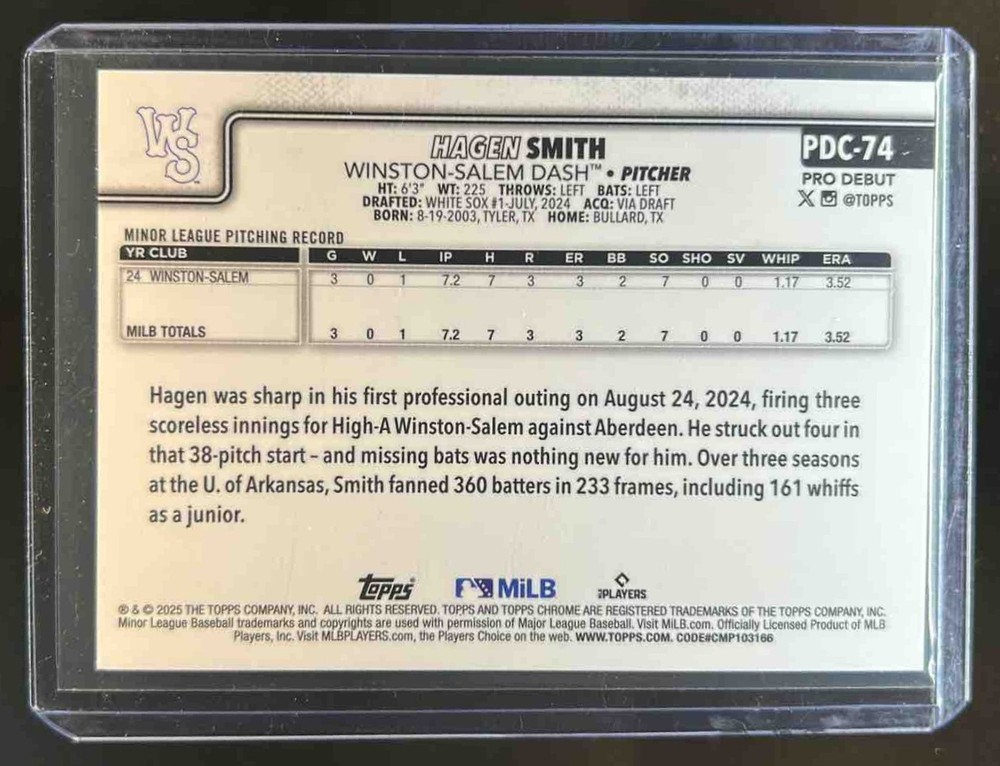 WS
HAGEN SMITH
PDC-74
WINSTON-SALEM DASH™ • PITCHER
PRO DEBUT
HT: 6'3" WT: 225 THROWS: LEFT BATS: LEFT
DRAFTED: WHITE SOX #1-JULY, 2024 ACQ: VIA DRAFT
X @TOPPS
BORN: 8-19-2003, TYLER, TX HOME: BULLARD, TX
MINOR LEAGUE PITCHING RECORD
YR CLUB G W L IP H R ER BB SO SHO SV WHIP ERA
24 WINSTON-SALEM 3 0 1 7.2 7 3 3 2 7 0 0 1.17 3.52
MILB TOTALS 3 0 1 7.2 7 3 3 2 7 0 0 1.17 3.52
Hagen was sharp in his first professional outing on August 24, 2024, firing three
scoreless innings for High-A Winston-Salem against Aberdeen. He struck out four in
that 38-pitch start – and missing bats was nothing new for him. Over three seasons
at the U. of Arkansas, Smith fanned 360 batters in 233 frames, including 161 whiffs
as a junior.
Topps MiLB PLAYERS
® & © 2025 THE TOPPS COMPANY, INC. ALL RIGHTS RESERVED. TOPPS AND TOPPS CHROME ARE REGISTERED TRADEMARKS OF THE TOPPS COMPANY, INC.
Minor League Baseball trademarks and copyrights are used with permission of Major League Baseball. Visit MiLB.com. Officially Licensed Product of MLB
Players, Inc. Visit MLBPLAYERS.com, the Players Choice on the web. WWW.TOPPS.COM. CODE#CMP103166